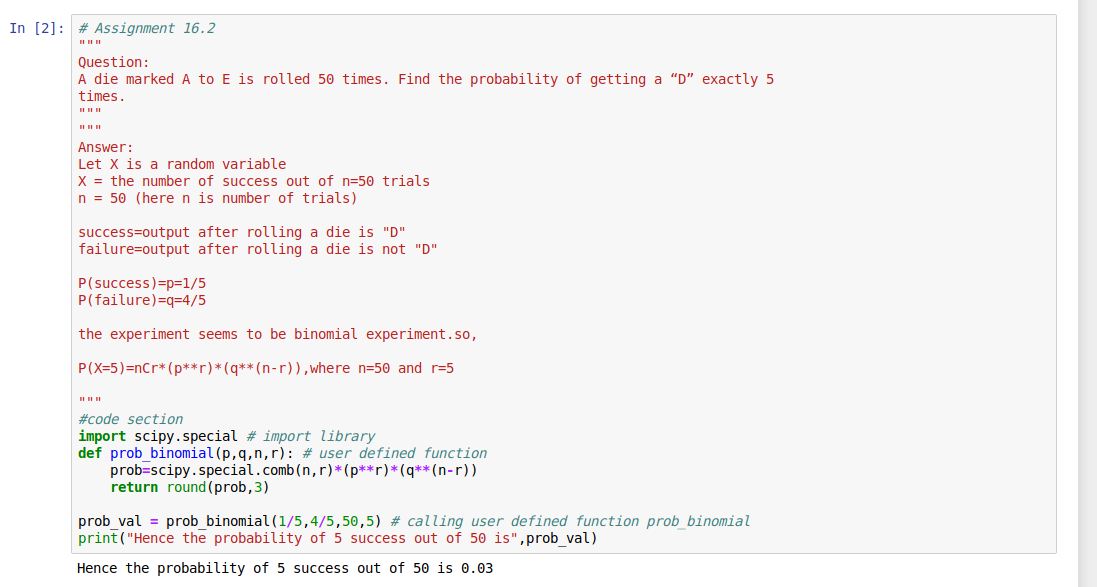 In [2]: # Assignment 16.2
"""
Question:
A die marked A to E is rolled 50 times. Find the probability of getting a “D” exactly 5
times.
"""
"""
Answer:
Let X is a random variable
X = the number of success out of n=50 trials
n = 50 (here n is number of trials)
success=output after rolling a die is "D"
failure=output after rolling a die is not "D"
P(success)=p=1/5
P(failure)=q=4/5
the experiment seems to be binomial experiment.so,
P(X=5)=nCr*(p**r)*(q**(n-r)),where n=50 and r=5
"""
#code section
import scipy.special # import library
def prob_binomial(p,q,n,r): # user defined function
    prob=scipy.special.comb(n,r)*(p**r)*(q**(n-r))
    return round(prob,3)
prob_val = prob_binomial(1/5,4/5,50,5) # calling user defined function prob_binomial
print("Hence the probability of 5 success out of 50 is",prob_val)
Hence the probability of 5 success out of 50 is 0.03